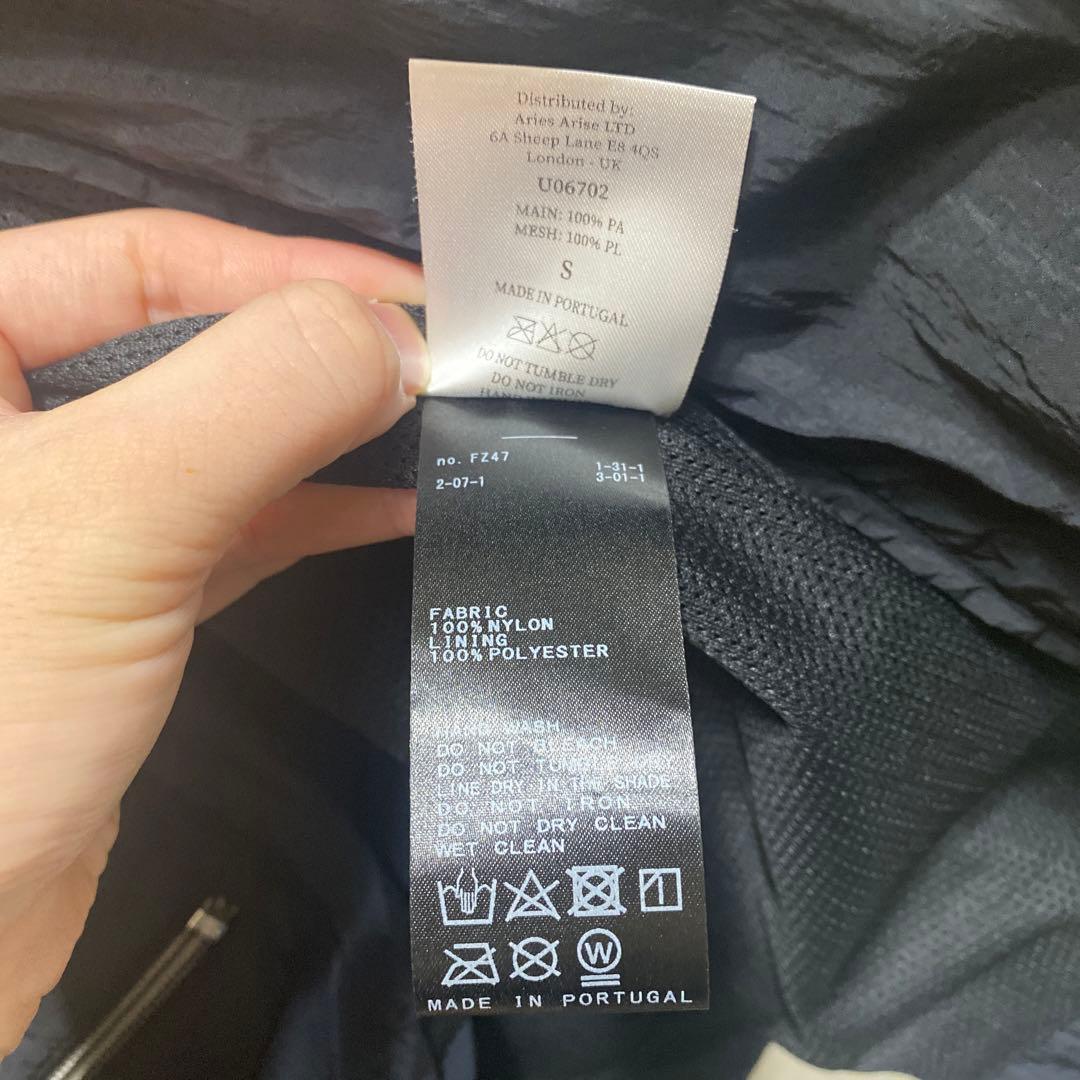 Distributed by:
Aries Arise LTD
6A Sheep Lane E8 4QS
London - UK
U06702
MAIN: 100% PA
MESH: 100% PL
S
MADE IN PORTUGAL
DO NOT TUMBLE DRY
DO NOT IRON
HAND
no. FZ47
1-31-1
2-07-1
3-01-1
FABRIC
100% NYLON
LINING
100% POLYESTER
HAND WASH
DO NOT BLEACH
DO NOT TUMBLE DRY
LINE DRY IN THE SHADE
DO NOT IRON
DO NOT DRY CLEAN
WET CLEAN
W
MADE IN PORTUGAL